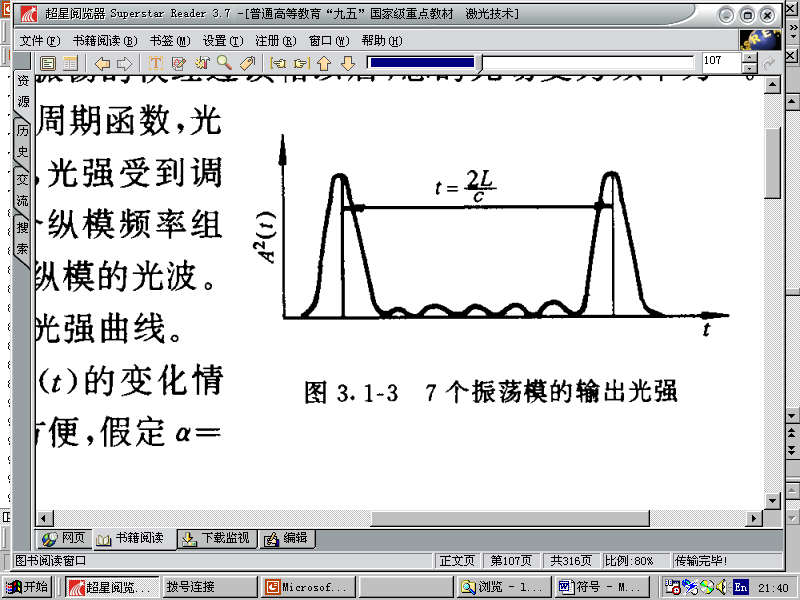 超星阅览器 Superstar Reader 3.7 -[普通高等教育“九五”国家级重点教材 激光技术]
文件(F) 书籍阅读(B) 书签(M) 设置(T) 注册(R) 窗口(W) 帮助(H)
107
资源
历史
交流
搜索
周期函数,光
光强受到调
个纵模频率组
纵模的光波。
光强曲线。
(t)的变化情
方便,假定 α=
A²(t)
t = 2L/c
t
图 3.1-3 7 个振荡模的输出光强
网页 书籍阅读 下载监视 编辑
图书阅读窗口 正文页 第107页 共316页 比例:80% 传输完毕!
开始 超星阅览... 拨号连接 Microsof... 浏览 - l... 符号 - M... En 21:40